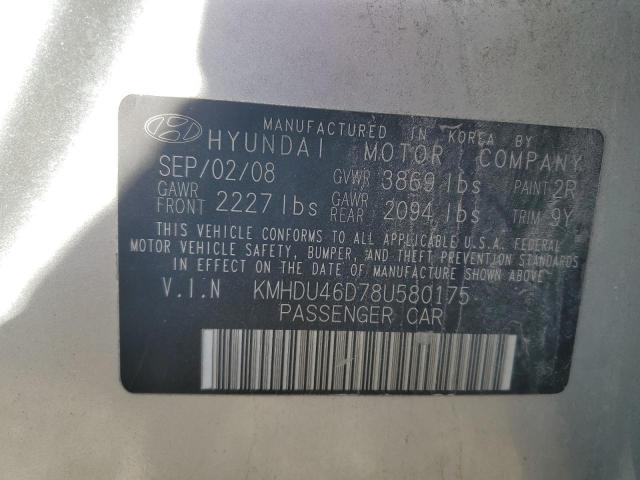 MANUFACTURED IN KOREA BY
HYUNDAI MOTOR COMPANY
SEP/02/08 GVWR 3869 lbs PAINT 2R
GAWR FRONT 2227 lbs GAWR REAR 2094 lbs TRIM 9Y
THIS VEHICLE CONFORMS TO ALL APPLICABLE U.S.A. FEDERAL
MOTOR VEHICLE SAFETY, BUMPER, AND THEFT PREVENTION STANDARDS
IN EFFECT ON THE DATE OF MANUFACTURE SHOWN ABOVE.
V.I.N KMHDU46D78U580175
PASSENGER CAR